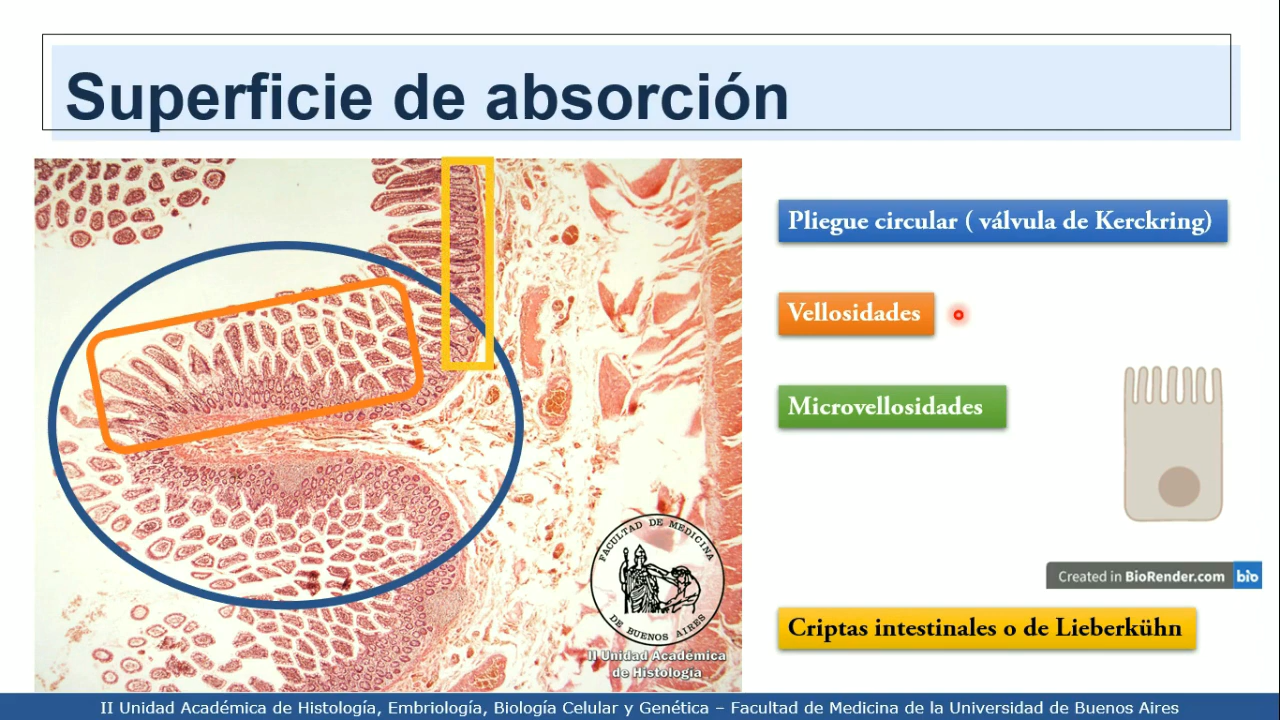 Superficie de absorción
Pliegue circular ( válvula de Kerckring)
Vellosidades
Microvellosidades
Created in BioRender.com bio
Criptas intestinales o de Lieberkühn
FACULTAD DE MEDICINA
DE BUENOS AIRES
II Unidad Académica
de Histología
II Unidad Académica de Histología, Embriología, Biología Celular y Genética – Facultad de Medicina de la Universidad de Buenos Aires